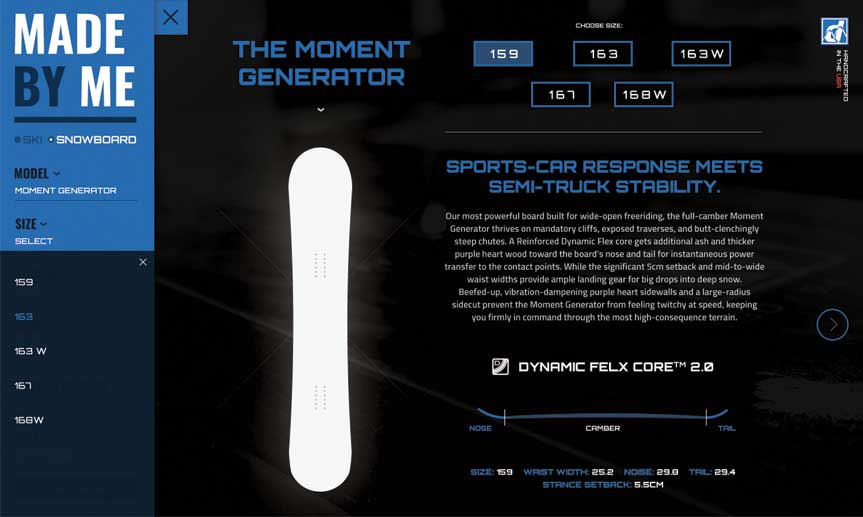 MADE
BY ME
SKI SNOWBOARD
MODEL
MOMENT GENERATOR
SIZE
SELECT
159
163
163 W
167
168W
THE MOMENT
GENERATOR
CHOOSE SIZE:
159 163 163W
167 168W
HANDCRAFTED
IN THE USA
SPORTS-CAR RESPONSE MEETS
SEMI-TRUCK STABILITY.
Our most powerful board built for wide-open freeriding, the full-camber Moment
Generator thrives on mandatory cliffs, exposed traverses, and butt-clenchingly
steep chutes. A Reinforced Dynamic Flex core gets additional ash and thicker
purple heart wood toward the board's nose and tail for instantaneous power
transfer to the contact points. While the significant 5cm setback and mid-to-wide
waist widths provide ample landing gear for big drops into deep snow.
Beefed-up, vibration-dampening purple heart sidewalls and a large-radius
sidecut prevent the Moment Generator from feeling twitchy at speed, keeping
you firmly in command through the most high-consequence terrain.
DYNAMIC FELX CORE™ 2.0
NOSE CAMBER TAIL
SIZE: 159 WAIST WIDTH: 25.2 NOISE: 29.8 TAIL: 29.4
STANCE SETBACK: 5.5CM